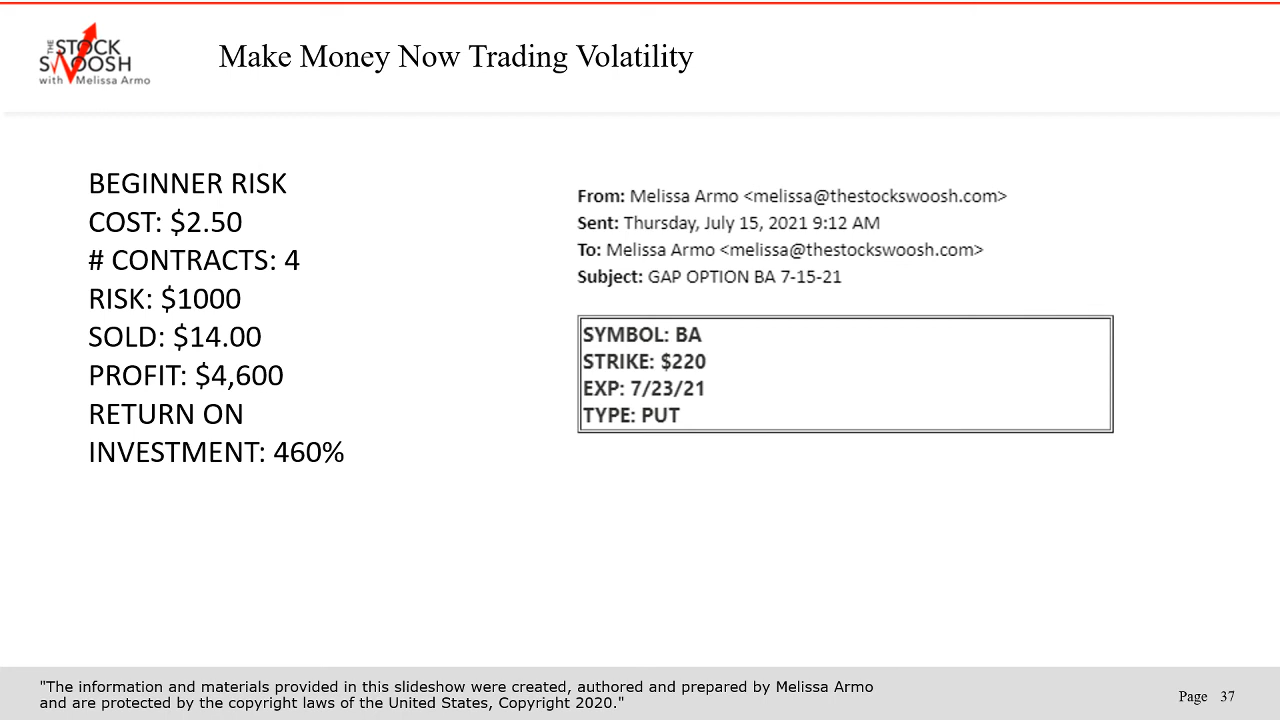 THE STOCK
SWOOSH
with Melissa Armo
Make Money Now Trading Volatility
BEGINNER RISK
COST: $2.50
# CONTRACTS: 4
RISK: $1000
SOLD: $14.00
PROFIT: $4,600
RETURN ON
INVESTMENT: 460%
From: Melissa Armo <melissa@thestockswoosh.com>
Sent: Thursday, July 15, 2021 9:12 AM
To: Melissa Armo <melissa@thestockswoosh.com>
Subject: GAP OPTION BA 7-15-21
SYMBOL: BA
STRIKE: $220
EXP: 7/23/21
TYPE: PUT
"The information and materials provided in this slideshow were created, authored and prepared by Melissa Armo
and are protected by the copyright laws of the United States, Copyright 2020."
Page 37